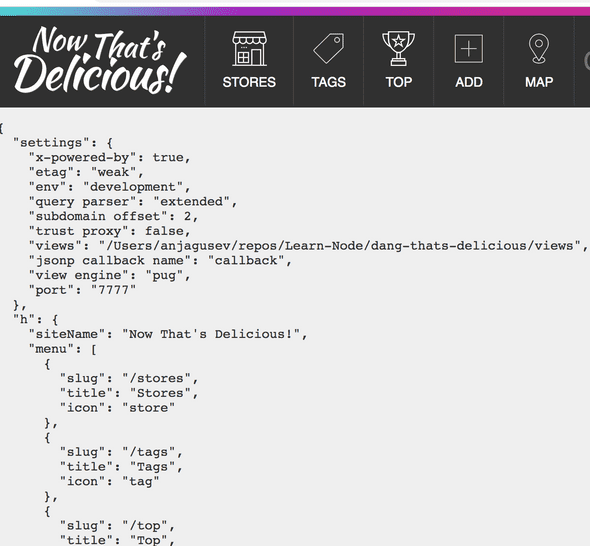 Now That's
Delicious!
STORES
TAGS
TOP
ADD
MAP
{
"settings": {
"x-powered-by": true,
"etag": "weak",
"env": "development",
"query parser": "extended",
"subdomain offset": 2,
"trust proxy": false,
"views": "/Users/anjagusev/repos/Learn-Node/dang-thats-delicious/views",
"jsonp callback name": "callback",
"view engine": "pug",
"port": "7777"
},
"h": {
"siteName": "Now That's Delicious!",
"menu": [
{
"slug": "/stores",
"title": "Stores",
"icon": "store"
},
{
"slug": "/tags",
"title": "Tags",
"icon": "tag"
},
{
"slug": "/top",
"title": "Top",